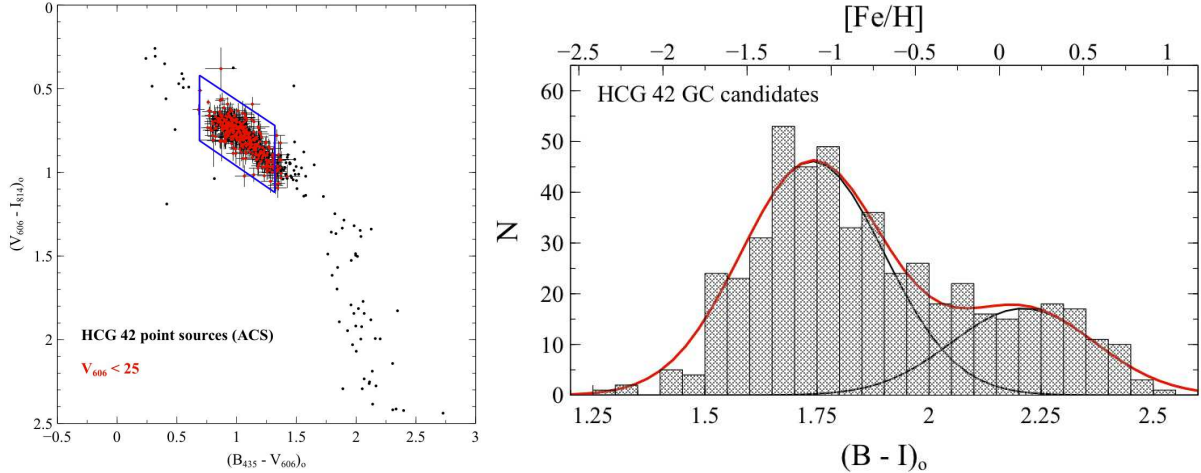 0
0.5
1
1.5
2
2.5
(V606 - I814)o
HCG 42 point sources (ACS)
V606 < 25
−0.5 0 0.5 1 1.5 2 2.5 3
(B435 - V606)o
[Fe/H]
−2.5 −2 −1.5 −1 −0.5 0 0.5 1
HCG 42 GC candidates
60
50
40
30
20
10
0
N
1.25 1.5 1.75 2 2.25 2.5
(B - I)o